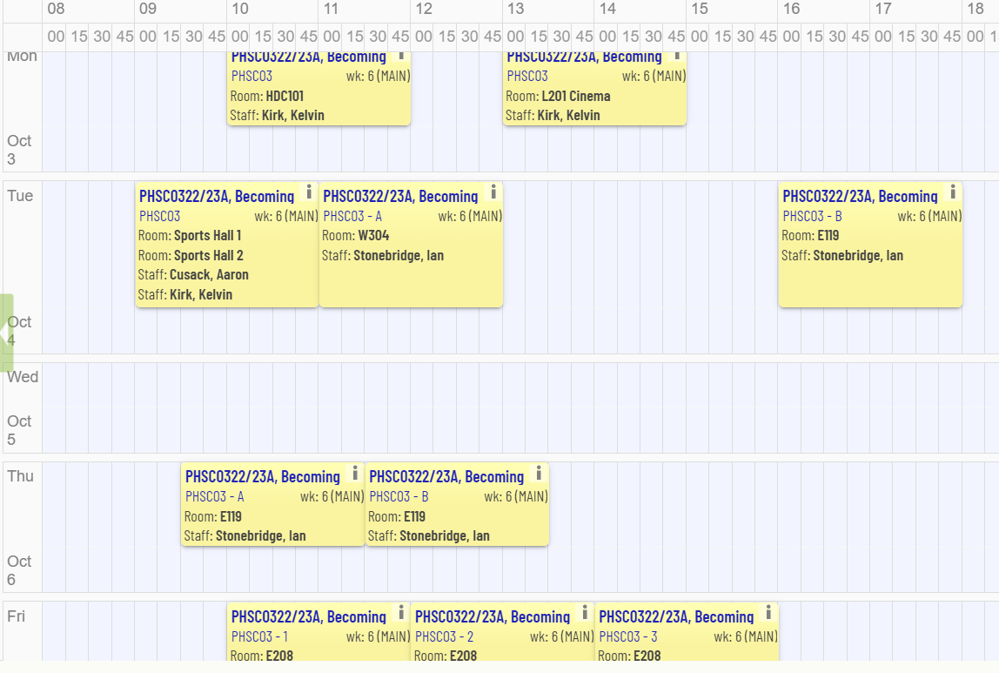 08 09 10 11 12 13 14 15 16 17 18
00 15 30 45 00 15 30 45 00 15 30 45 00 15 30 45 00 15 30 45 00 15 30 45 00 15 30 45 00 15 30 45 00 15 30 45 00 15 30 45 00 1
Mon
PHSC0322/23A, Becoming i
PHSC03 wk: 6 (MAIN)
Room: HDC101
Staff: Kirk, Kelvin
PHSC0322/23A, Becoming i
PHSC03 wk: 6 (MAIN)
Room: L201 Cinema
Staff: Kirk, Kelvin
Oct
3
Tue
PHSC0322/23A, Becoming i
PHSC03 wk: 6 (MAIN)
Room: Sports Hall 1
Room: Sports Hall 2
Staff: Cusack, Aaron
Staff: Kirk, Kelvin
PHSC0322/23A, Becoming i
PHSC03 - A wk: 6 (MAIN)
Room: W304
Staff: Stonebridge, Ian
PHSC0322/23A, Becoming i
PHSC03 - B wk: 6 (MAIN)
Room: E119
Staff: Stonebridge, Ian
Oct
4
Wed
Oct
5
Thu
PHSC0322/23A, Becoming i
PHSC03 - A wk: 6 (MAIN)
Room: E119
Staff: Stonebridge, Ian
PHSC0322/23A, Becoming i
PHSC03 - B wk: 6 (MAIN)
Room: E119
Staff: Stonebridge, Ian
Oct
6
Fri
PHSC0322/23A, Becoming i
PHSC03 - 1 wk: 6 (MAIN)
Room: E208
PHSC0322/23A, Becoming i
PHSC03 - 2 wk: 6 (MAIN)
Room: E208
PHSC0322/23A, Becoming i
PHSC03 - 3 wk: 6 (MAIN)
Room: E208